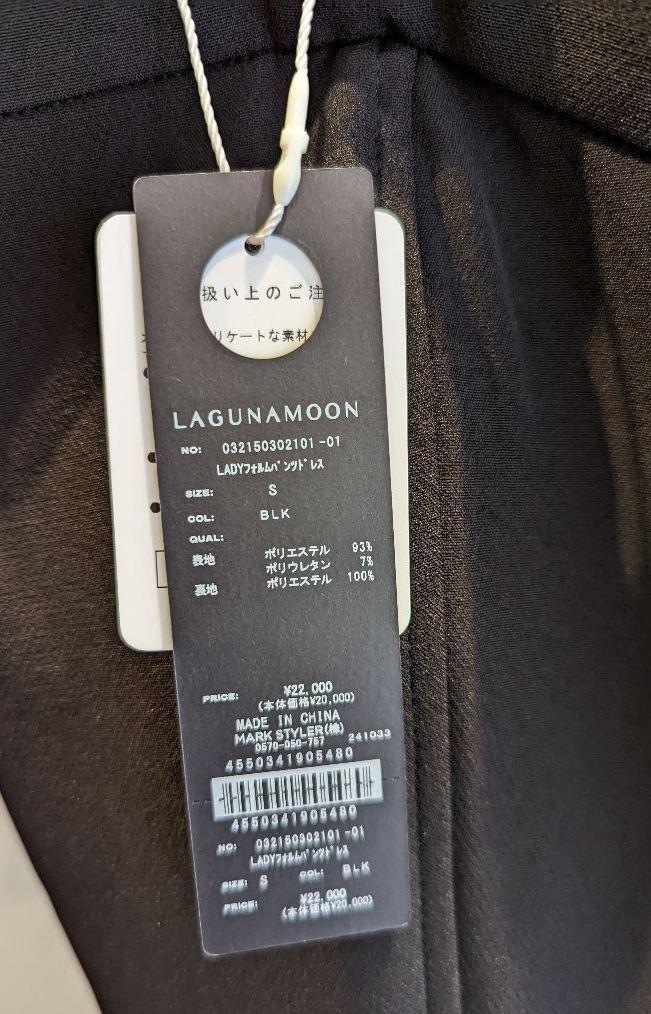 扱い上のご注
リケートな素材
LAGUNAMOON
NO: 032150302101-01
LADYフォルムパンツドレス
SIZE: S
COL: BLK
QUAL:
表地 ポリエステル 93%
ポリウレタン 7%
裏地 ポリエステル 100%
PRICE: ¥22,000
(本体価格¥20,000)
MADE IN CHINA
MARK STYLER(株)
0570-050-757 241033
4550341905480
4550341905480
NO: 032150302101-01
LADYフォルムパンツドレス
SIZE: S COL: BLK
PRICE: ¥22,000
(本体価格¥20,000)